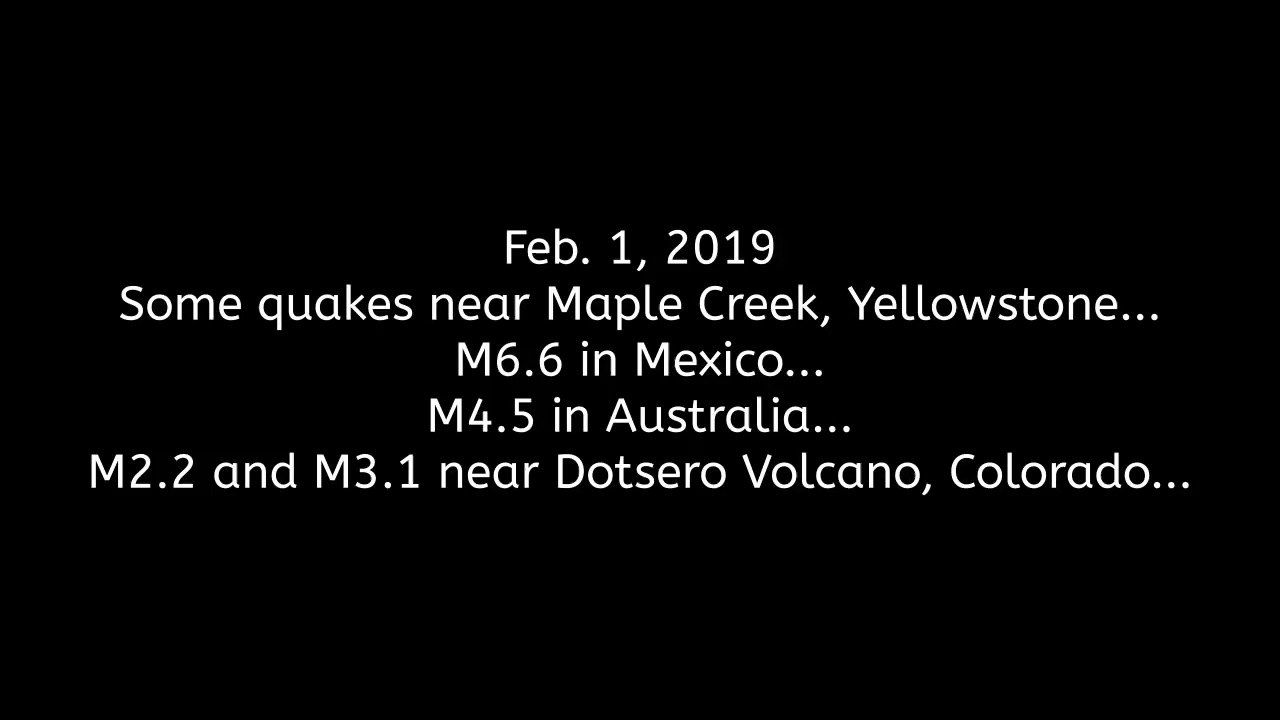 Feb. 1, 2019
Some quakes near Maple Creek, Yellowstone...
M6.6 in Mexico...
M4.5 in Australia...
M2.2 and M3.1 near Dotsero Volcano, Colorado...